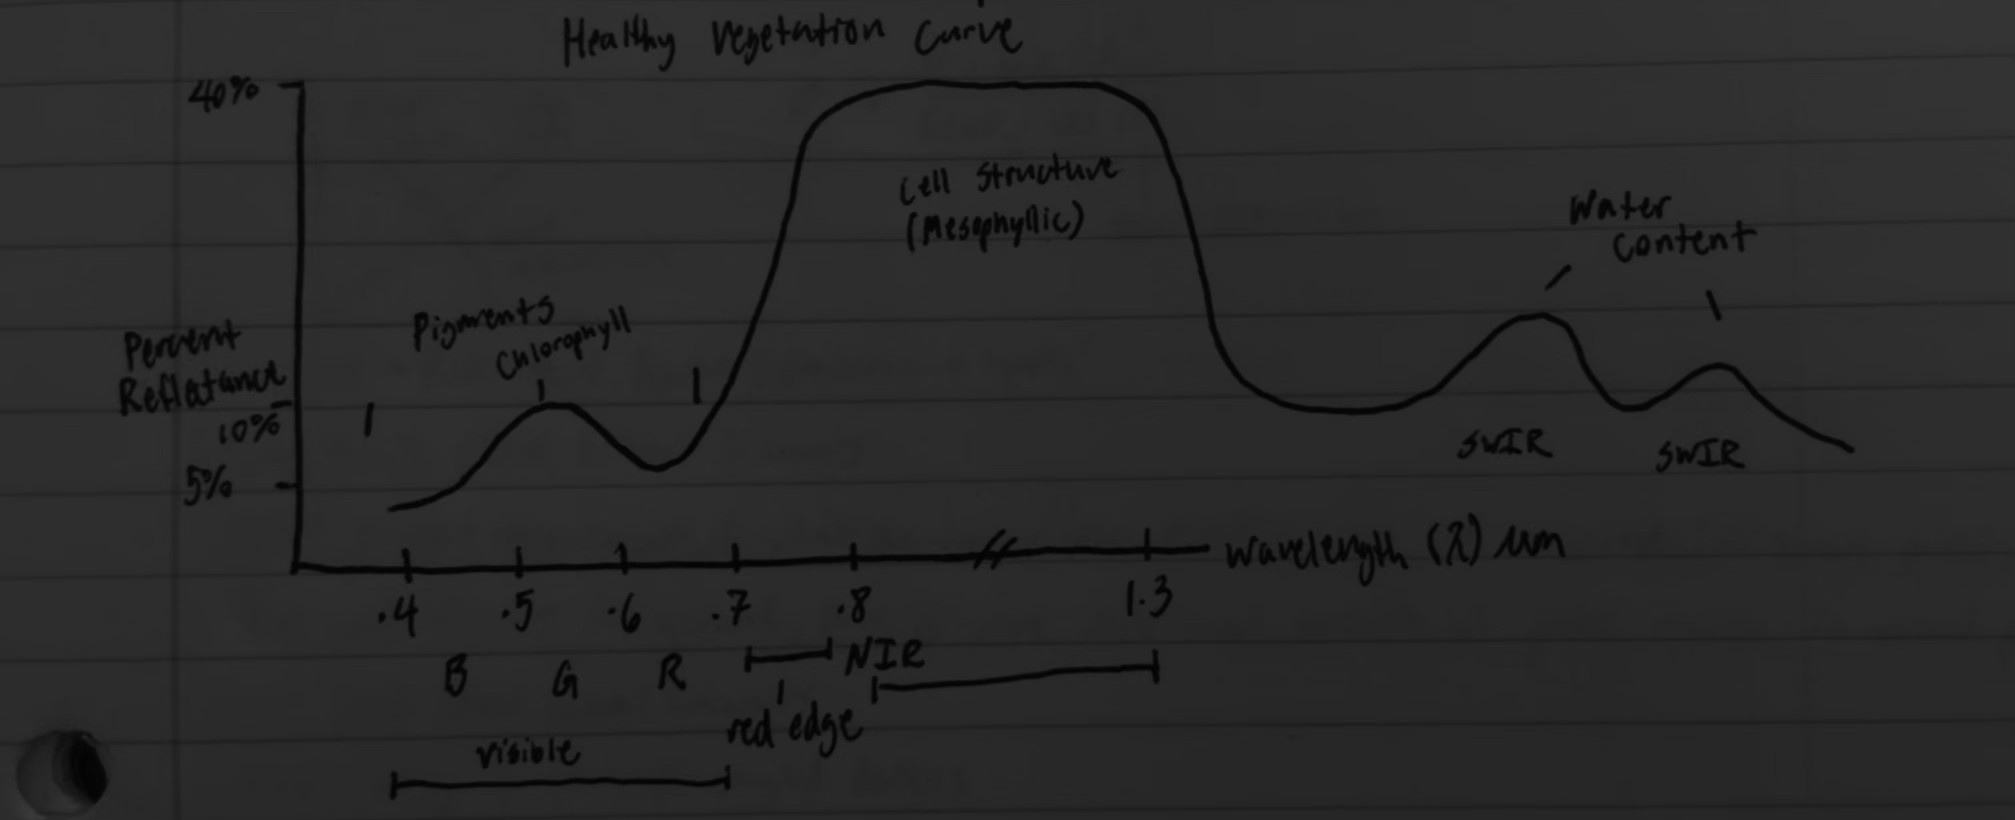 Healthy Vegetation Curve
40%
Cell Structure
(Mesophyllic)
Water
Content
Pigments
Chlorophyll
Percent
Refletance
10%
5%
SWIR
SWIR
Wavelength (λ) um
.4 .5 .6 .7 .8 1.3
B G R NIR
red edge
visible